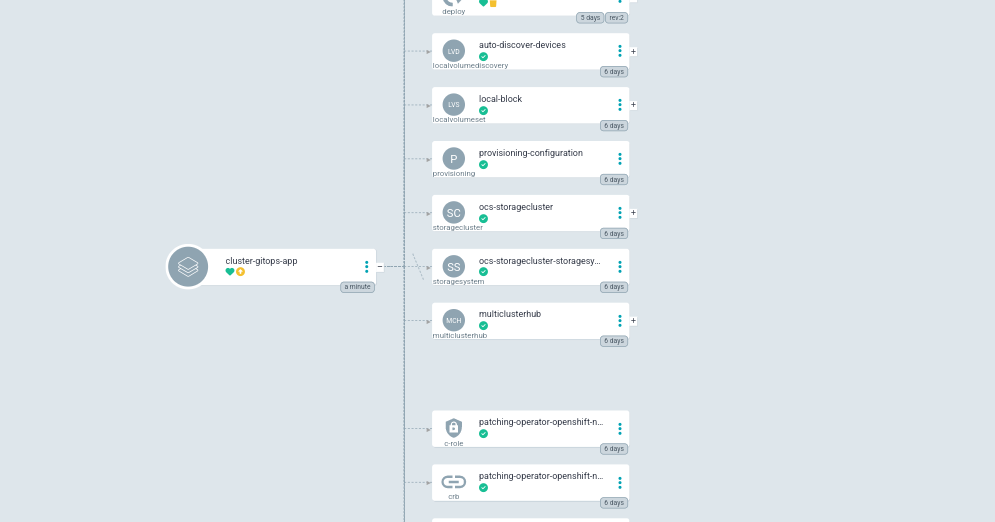 deploy
5 days rev:2
LVD
auto-discover-devices
localvolumediscovery
6 days
LVS
local-block
localvolumeset
6 days
P
provisioning-configuration
provisioning
6 days
SC
ocs-storagecluster
storagecluster
6 days
cluster-gitops-app
a minute
SS
ocs-storagecluster-storagesy...
storagesystem
6 days
MCH
multiclusterhub
multiclusterhub
6 days
patching-operator-openshift-n...
c-role
6 days
patching-operator-openshift-n...
crb
6 days